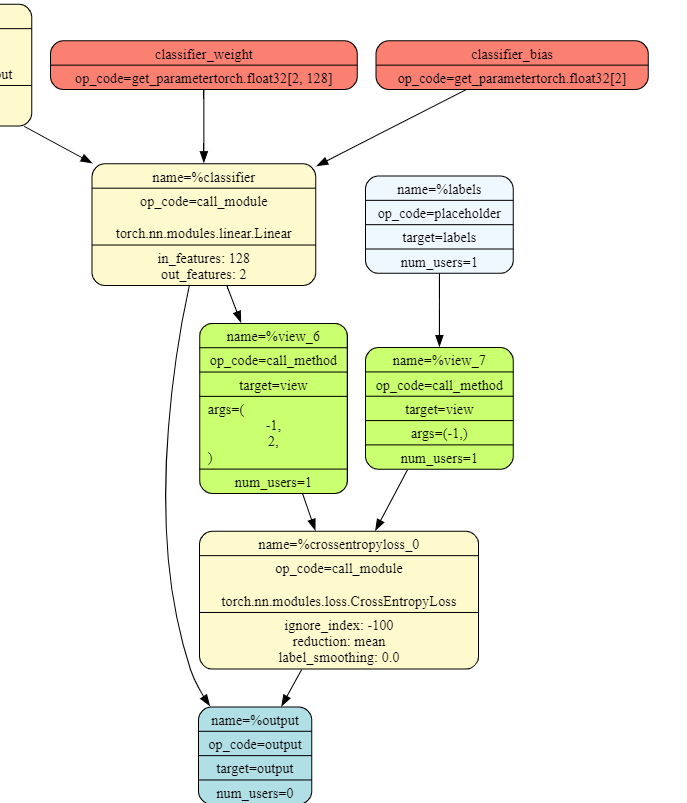 classifier_weight
op_code=get_parametertorch.float32[2, 128]
classifier_bias
op_code=get_parametertorch.float32[2]
name=%classifier
op_code=call_module
torch.nn.modules.linear.Linear
in_features: 128
out_features: 2
name=%labels
op_code=placeholder
target=labels
num_users=1
name=%view_6
op_code=call_method
target=view
args=(
-1,
2,
)
num_users=1
name=%view_7
op_code=call_method
target=view
args=(-1,)
num_users=1
name=%crossentropyloss_0
op_code=call_module
torch.nn.modules.loss.CrossEntropyLoss
ignore_index: -100
reduction: mean
label_smoothing: 0.0
name=%output
op_code=output
target=output
num_users=0